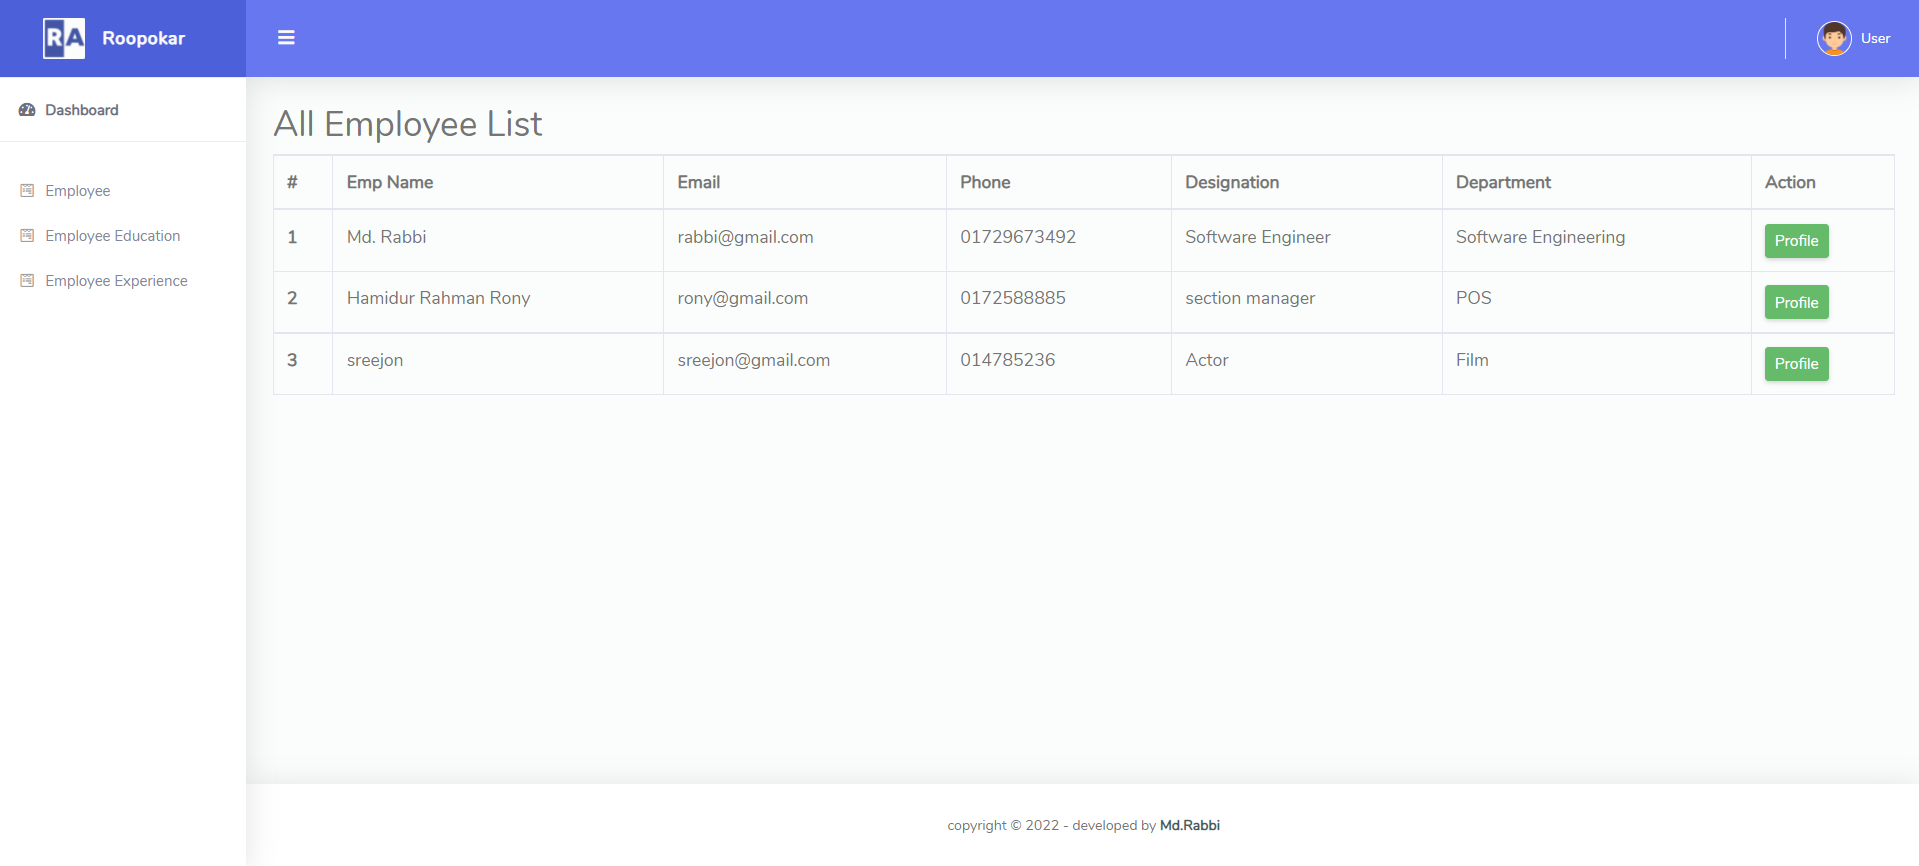 RA Roopokar
User
Dashboard
Employee
Employee Education
Employee Experience
All Employee List
# Emp Name Email Phone Designation Department Action
1 Md. Rabbi rabbi@gmail.com 01729673492 Software Engineer Software Engineering Profile
2 Hamidur Rahman Rony rony@gmail.com 0172588885 section manager POS Profile
3 sreejon sreejon@gmail.com 014785236 Actor Film Profile
copyright © 2022 - developed by Md.Rabbi